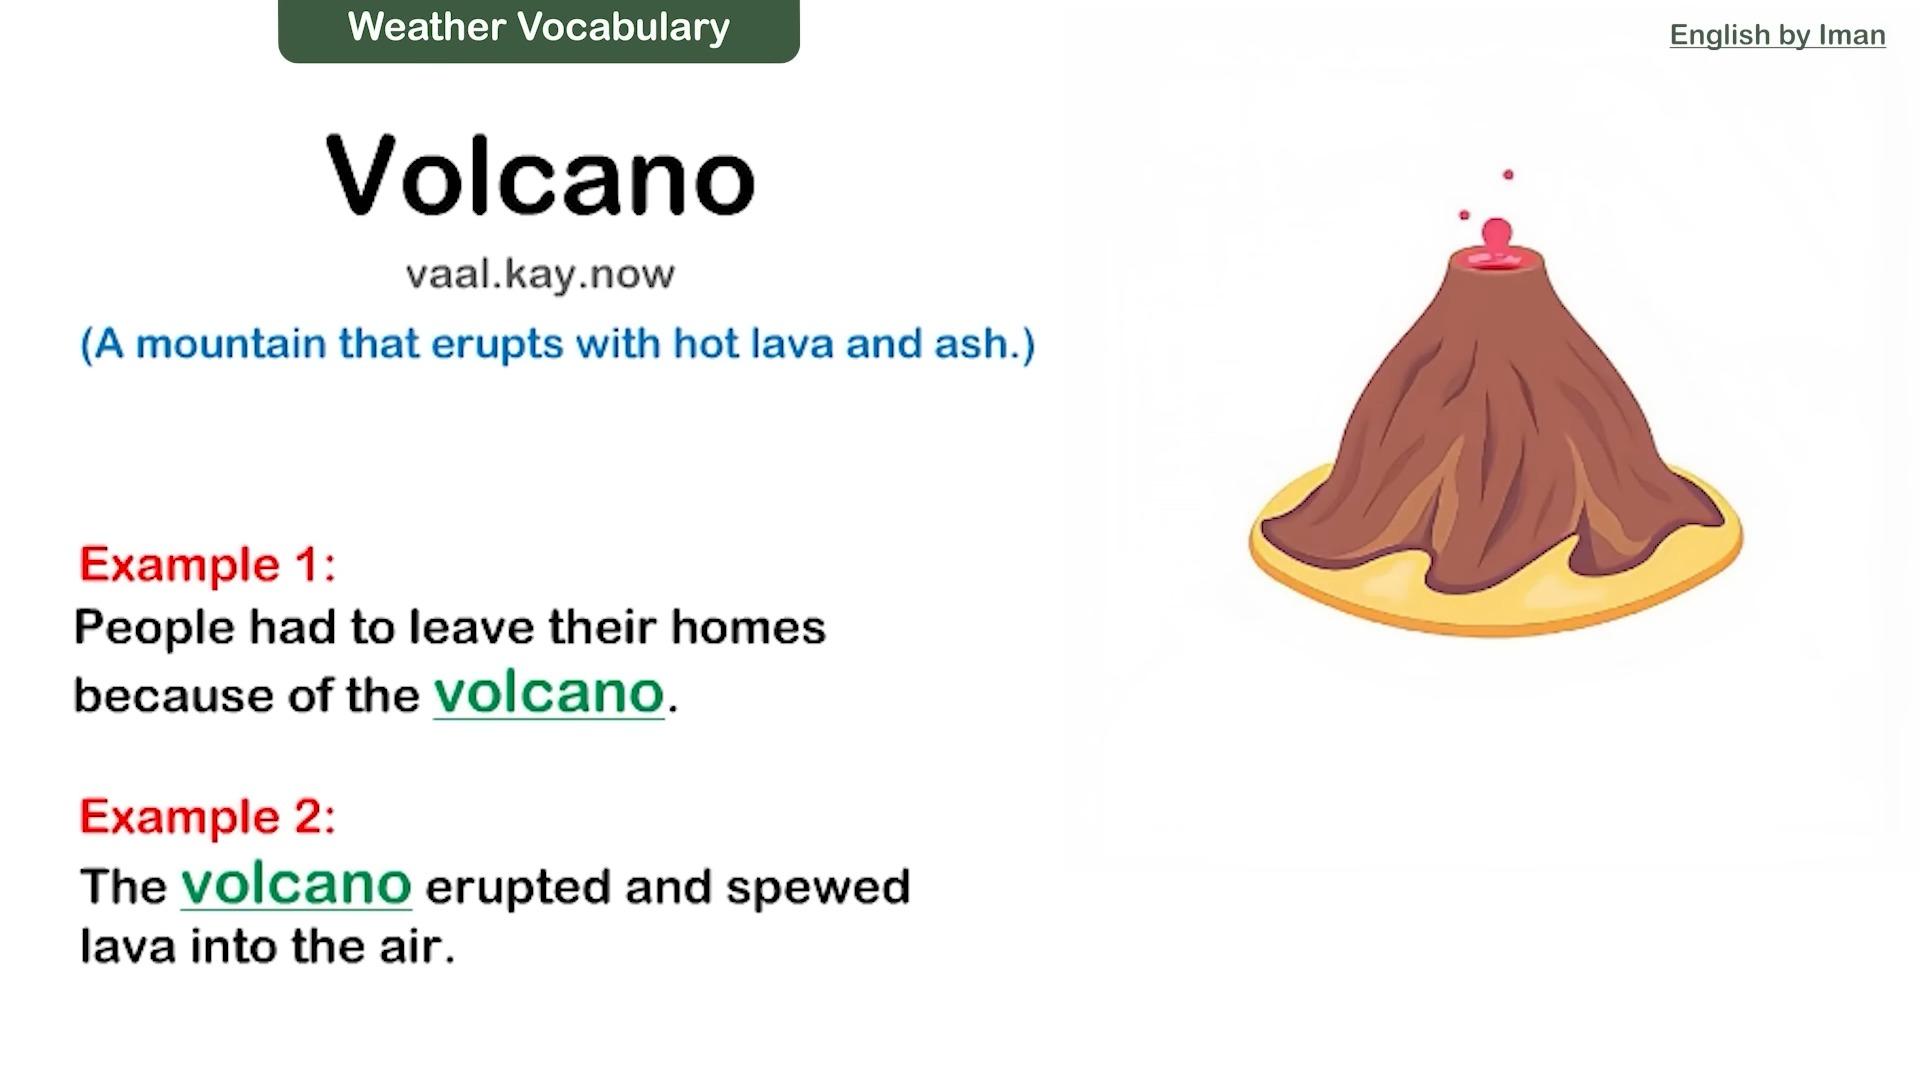 Weather Vocabulary
English by Iman
Volcano
vaal.kay.now
(A mountain that erupts with hot lava and ash.)
Example 1:
People had to leave their homes
because of the volcano.
Example 2:
The volcano erupted and spewed
lava into the air.